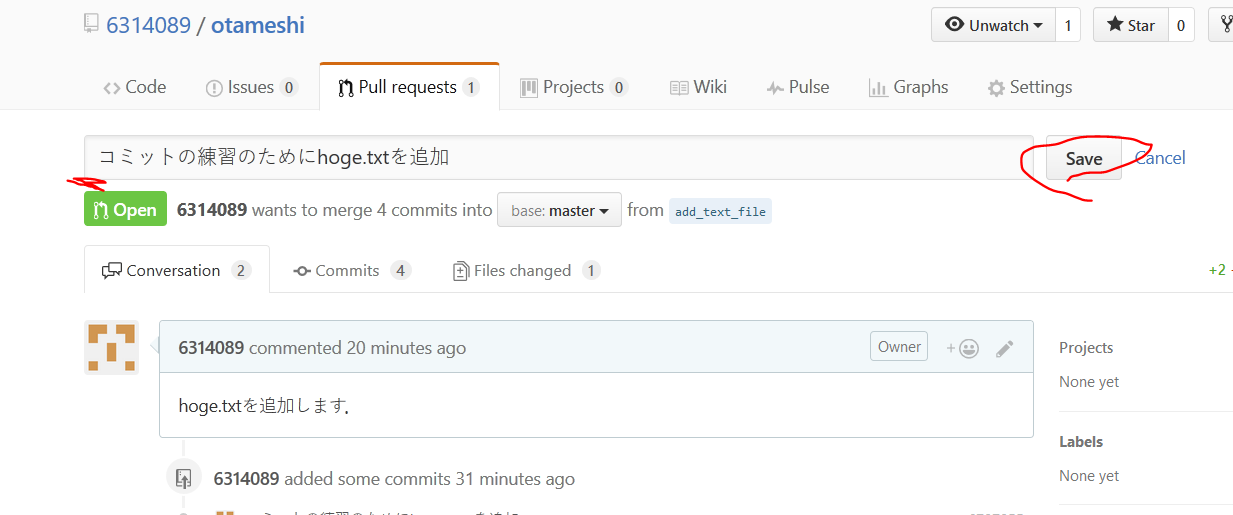 6314089 / otameshi
Unwatch 1 Star 0
Code Issues 0 Pull requests 1 Projects 0 Wiki Pulse Graphs Settings
コミットの練習のためにhoge.txtを追加 Save Cancel
Open 6314089 wants to merge 4 commits into base: master from add_text_file
Conversation 2 Commits 4 Files changed 1 +2
6314089 commented 20 minutes ago Owner
Projects
None yet
hoge.txtを追加します.
Labels
None yet
6314089 added some commits 31 minutes ago